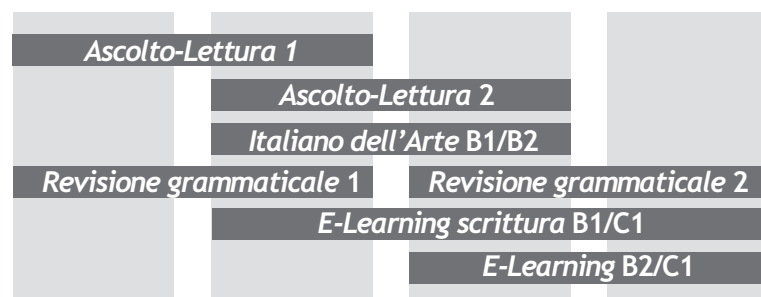 Ascolto-Lettura 1
Ascolto-Lettura 2
Italiano dell'Arte B1/B2
Revisione grammaticale 1
Revisione grammaticale 2
E-Learning scrittura B1/C1
E-Learning B2/C1